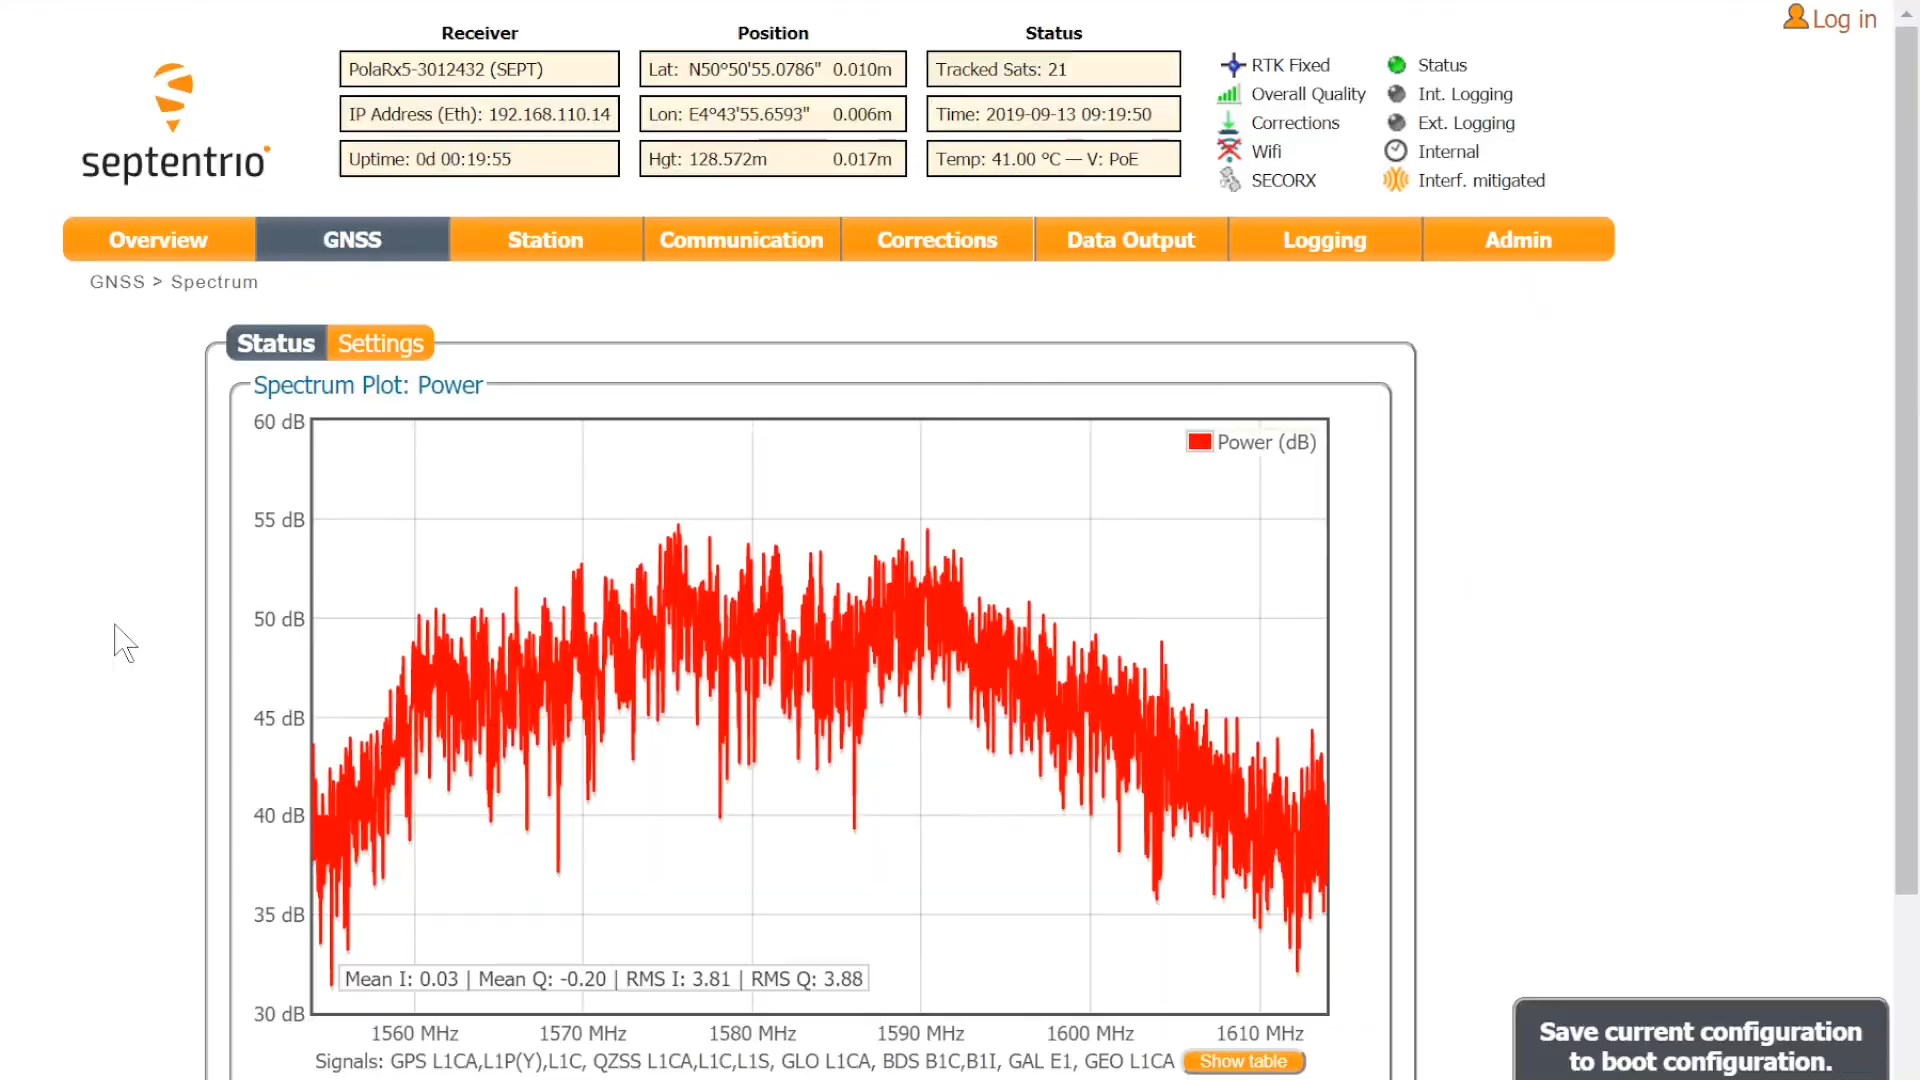 Log in
Receiver
Position
Status
PolaRx5-3012432 (SEPT)
Lat: N50°50'55.0786" 0.010m
Tracked Sats: 21
IP Address (Eth): 192.168.110.14
Lon: E4°43'55.6593" 0.006m
Time: 2019-09-13 09:19:50
Uptime: 0d 00:19:55
Hgt: 128.572m 0.017m
Temp: 41.00 °C — V: PoE
RTK Fixed
Status
Overall Quality
Int. Logging
Corrections
Ext. Logging
Wifi
Internal
SECORX
Interf. mitigated
septentrio
Overview
GNSS
Station
Communication
Corrections
Data Output
Logging
Admin
GNSS > Spectrum
Status
Settings
Spectrum Plot: Power
60 dB
55 dB
50 dB
45 dB
40 dB
35 dB
30 dB
Power (dB)
Mean I: 0.03 | Mean Q: -0.20 | RMS I: 3.81 | RMS Q: 3.88
1560 MHz
1570 MHz
1580 MHz
1590 MHz
1600 MHz
1610 MHz
Signals: GPS L1CA,L1P(Y),L1C, QZSS L1CA,L1C,L1S, GLO L1CA, BDS B1C,B1I, GAL E1, GEO L1CA
Show table
Save current configuration
to boot configuration.